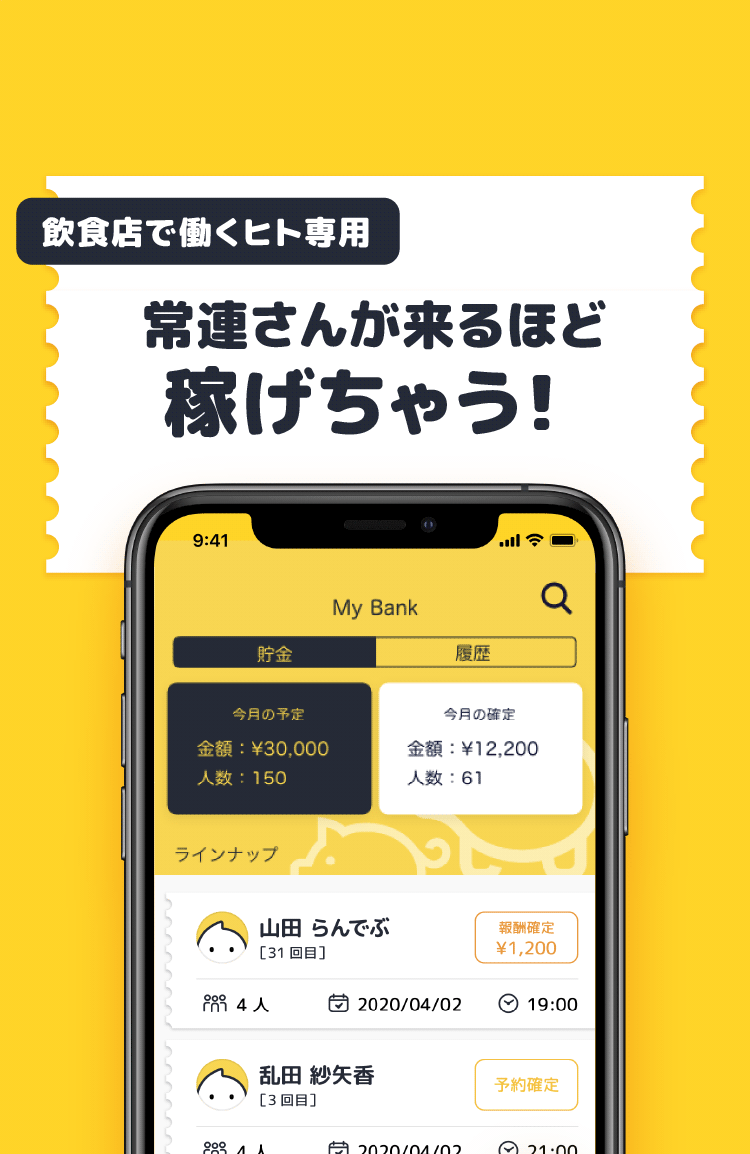 飲食店で働くヒト専用
常連さんが来るほど
稼げちゃう!
9:41
My Bank
貯金 履歴
今月の予定
金額：¥30,000
人数：150
今月の確定
金額：¥12,200
人数：61
ラインナップ
山田 らんでぶ
[31 回目]
報酬確定
¥1,200
4 人 2020/04/02 19:00
乱田 紗矢香
[3 回目]
予約確定
4 人 2020/04/02 21:00